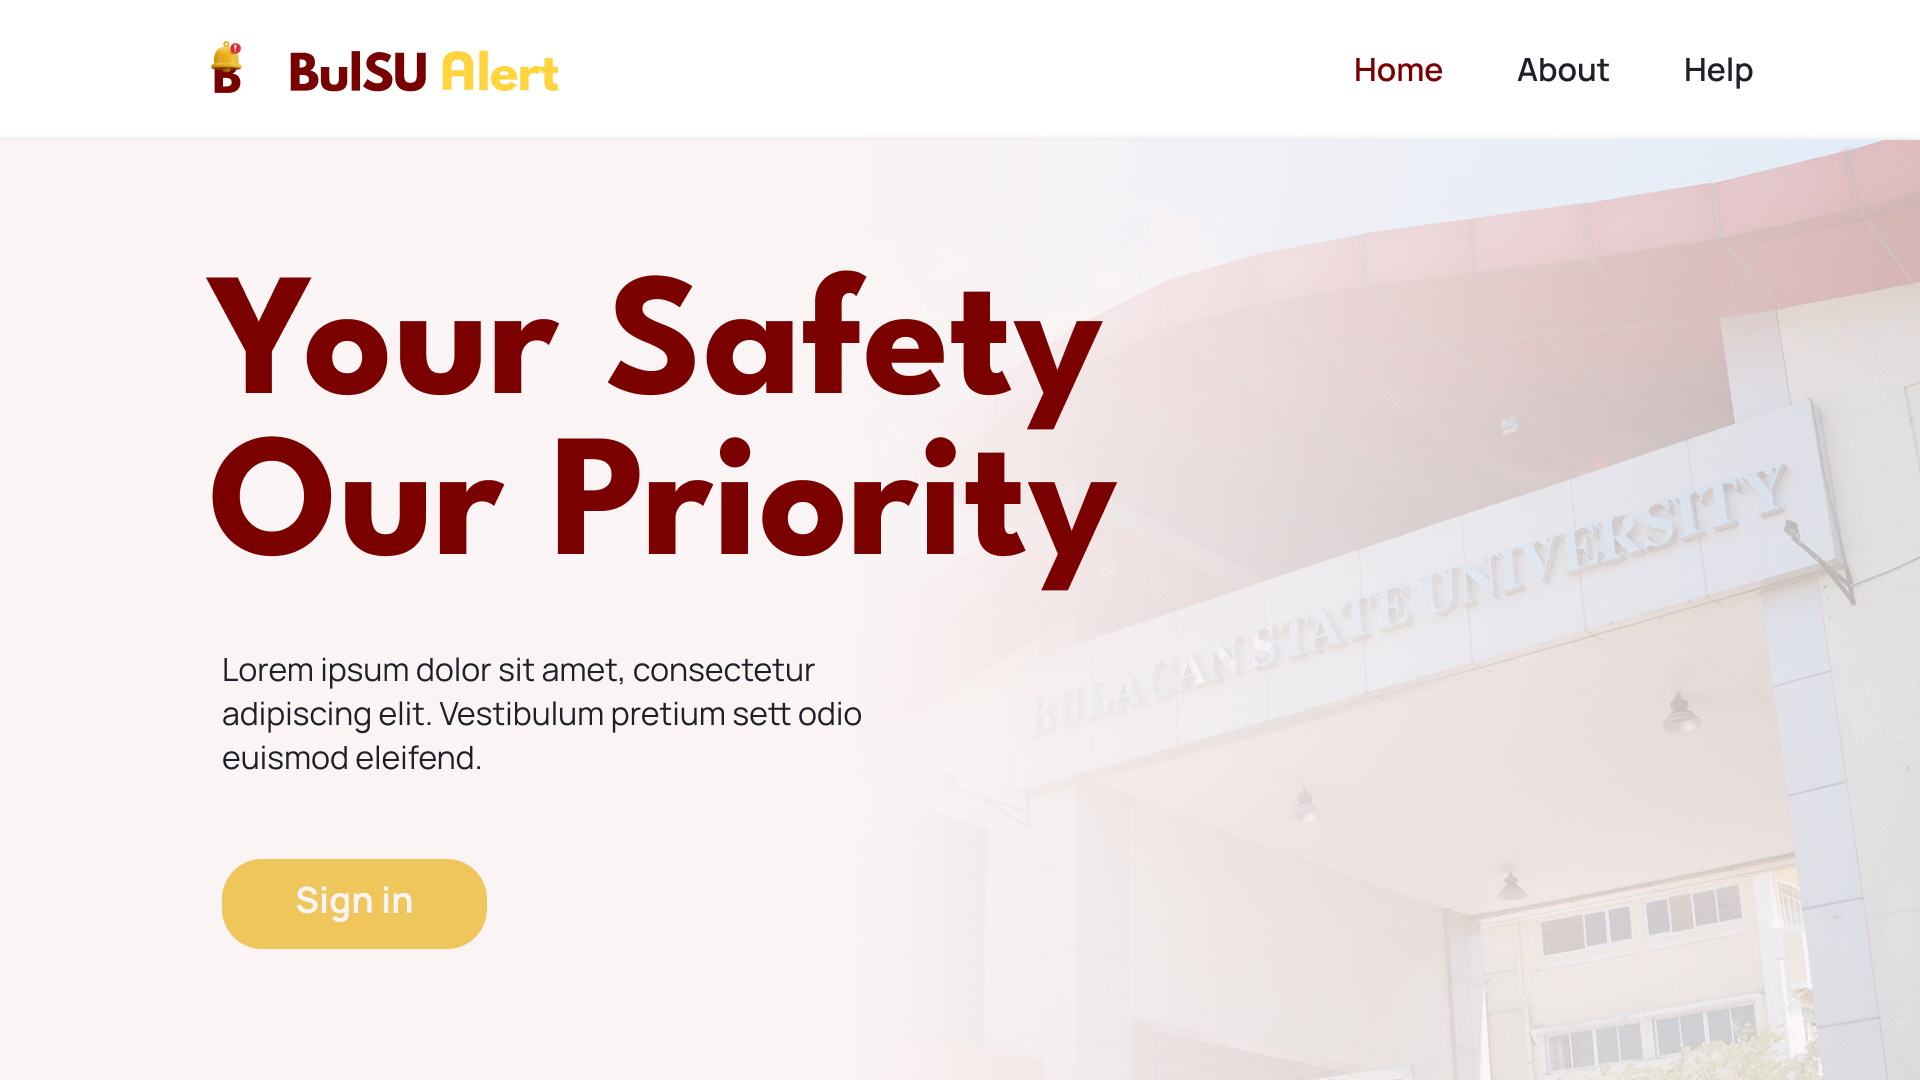 B
BulSU Alert
Home
About
Help
Your Safety
Our Priority
Lorem ipsum dolor sit amet, consectetur
adipiscing elit. Vestibulum pretium sett odio
euismod eleifend.
Sign in
BULACAN STATE UNIVERSITY